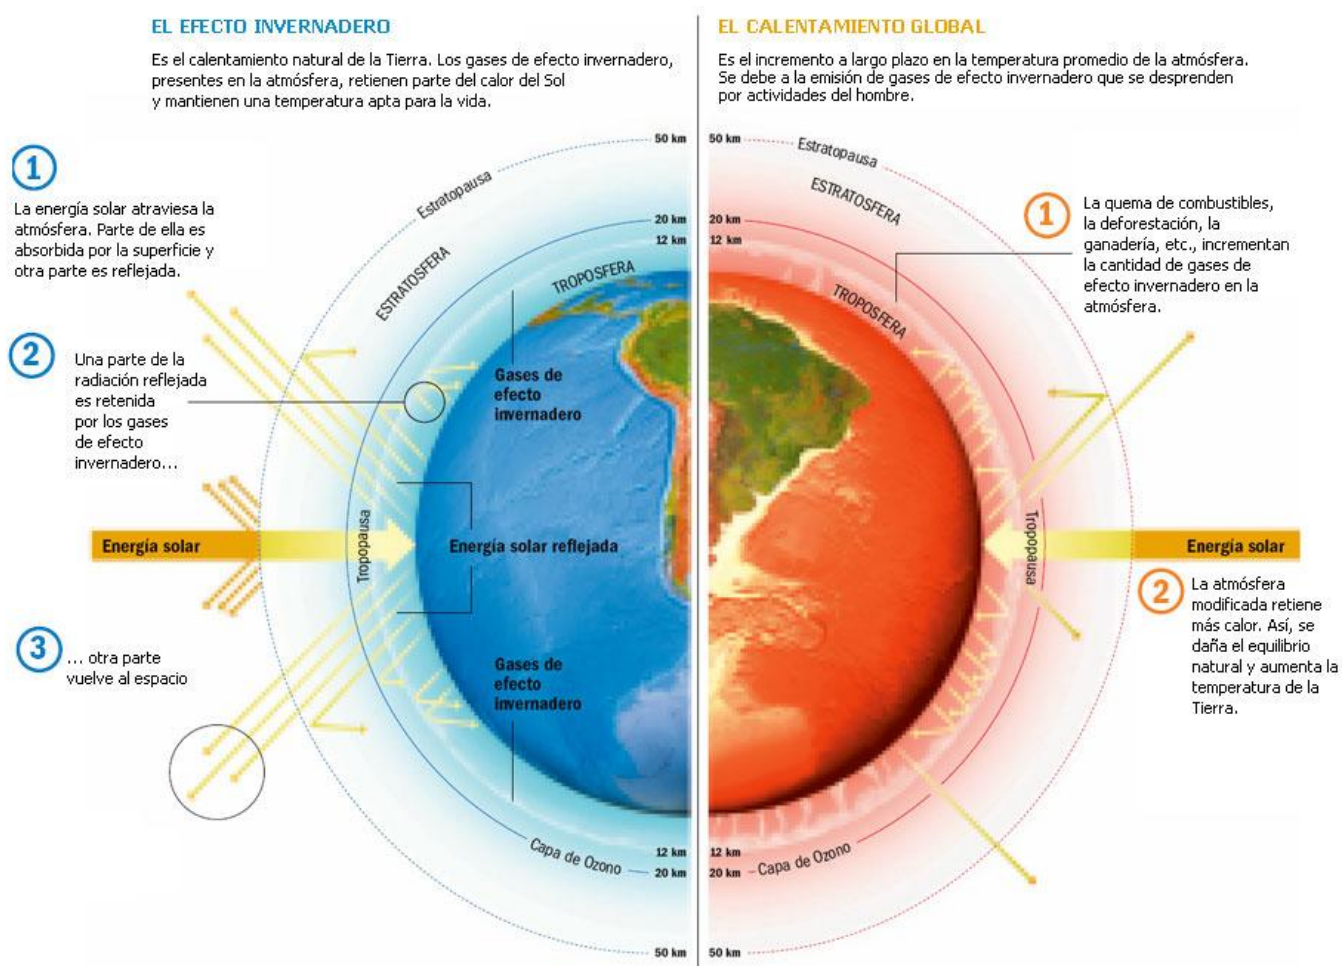 EL EFECTO INVERNADERO
Es el calentamiento natural de la Tierra. Los gases de efecto invernadero,
presentes en la atmósfera, retienen parte del calor del Sol
y mantienen una temperatura apta para la vida.
1
La energía solar atraviesa la
atmósfera. Parte de ella es
absorbida por la superficie y
otra parte es reflejada.
2
Una parte de la
radiación reflejada
es retenida
por los gases
de efecto
invernadero...
Energía solar
3
... otra parte
vuelve al espacio
50 km
Estratopausa
20 km
12 km
ESTRATOSFERA
TROPOSFERA
Gases de
efecto
invernadero
Tropopausa
Energía solar reflejada
Gases de
efecto
invernadero
Capa de Ozono
12 km
20 km
50 km
EL CALENTAMIENTO GLOBAL
Es el incremento a largo plazo en la temperatura promedio de la atmósfera.
Se debe a la emisión de gases de efecto invernadero que se desprenden
por actividades del hombre.
50 km
Estratopausa
ESTRATOSFERA
20 km
12 km
TROPOSFERA
1
La quema de combustibles,
la deforestación, la
ganadería, etc., incrementan
la cantidad de gases de
efecto invernadero en la
atmósfera.
Tropopausa
Energía solar
2
La atmósfera
modificada retiene
más calor. Así, se
daña el equilibrio
natural y aumenta la
temperatura de la
Tierra.
12 km
20 km
Capa de Ozono
50 km